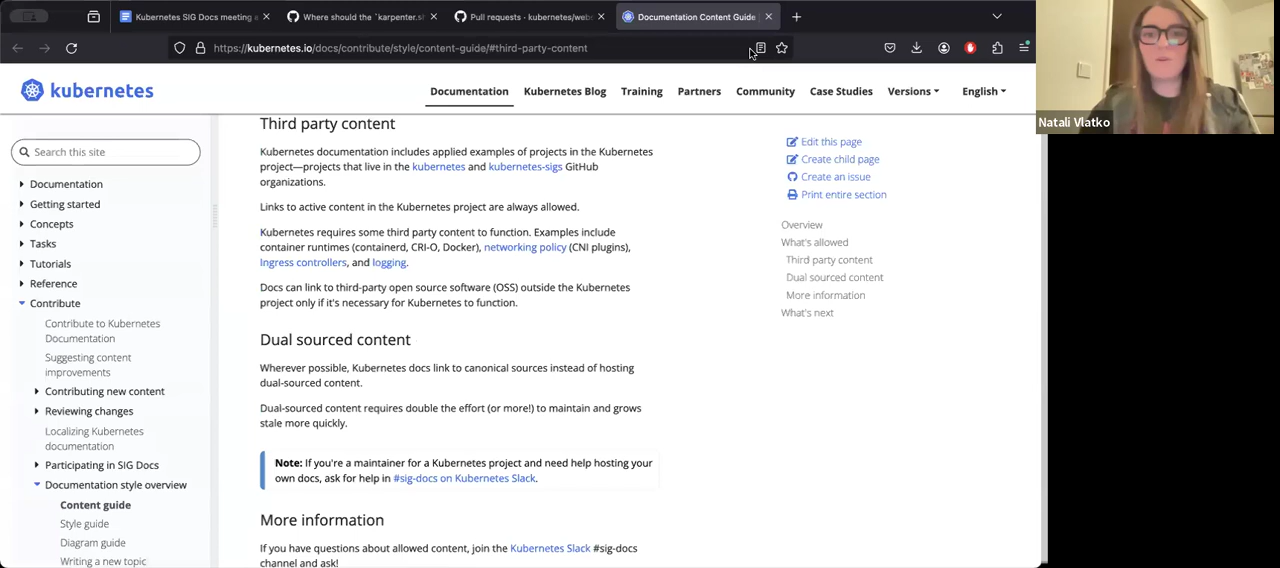 Kubernetes SIG Docs meeting a
Where should the `karpenter.sh
Pull requests · kubernetes/webs
Documentation Content Guide
https://kubernetes.io/docs/contribute/style/content-guide/#third-party-content
Natali Vlatko
kubernetes
Documentation
Kubernetes Blog
Training
Partners
Community
Case Studies
Versions
English
Search this site
Documentation
Getting started
Concepts
Tasks
Tutorials
Reference
Contribute
Contribute to Kubernetes
Documentation
Suggesting content
improvements
Contributing new content
Reviewing changes
Localizing Kubernetes
documentation
Participating in SIG Docs
Documentation style overview
Content guide
Style guide
Diagram guide
Writing a new topic
Third party content
Kubernetes documentation includes applied examples of projects in the Kubernetes
project—projects that live in the kubernetes and kubernetes-sigs GitHub
organizations.
Links to active content in the Kubernetes project are always allowed.
Kubernetes requires some third party content to function. Examples include
container runtimes (containerd, CRI-O, Docker), networking policy (CNI plugins),
Ingress controllers, and logging.
Docs can link to third-party open source software (OSS) outside the Kubernetes
project only if it's necessary for Kubernetes to function.
Dual sourced content
Wherever possible, Kubernetes docs link to canonical sources instead of hosting
dual-sourced content.
Dual-sourced content requires double the effort (or more!) to maintain and grows
stale more quickly.
Note: If you're a maintainer for a Kubernetes project and need help hosting your
own docs, ask for help in #sig-docs on Kubernetes Slack.
More information
If you have questions about allowed content, join the Kubernetes Slack #sig-docs
channel and ask!
Edit this page
Create child page
Create an issue
Print entire section
Overview
What's allowed
Third party content
Dual sourced content
More information
What's next